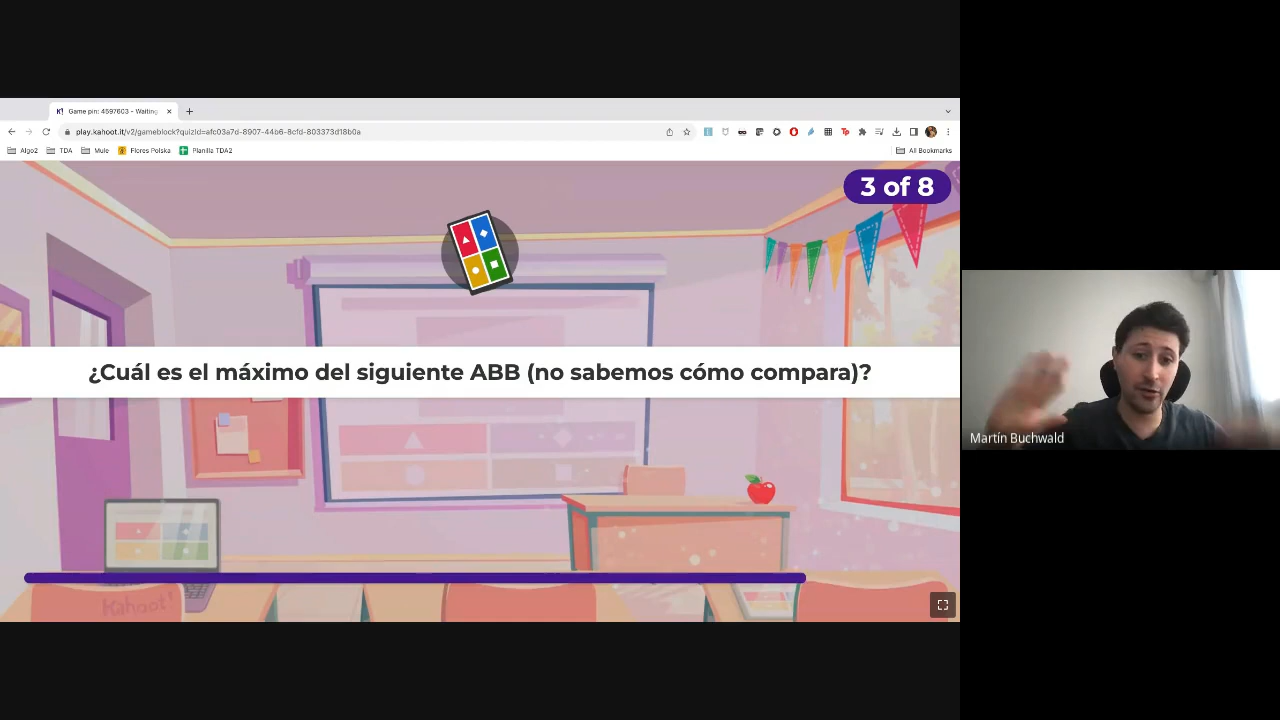 Game pin: 4597603 - Waiting
play.kahoot.it/v2/gameblock?quizId=afc03a7d-8907-44b6-8cfd-803373d18b0a
Algo2 TDA Mule Flores Polska Planilla TDA2 All Bookmarks
3 of 8
¿Cuál es el máximo del siguiente ABB (no sabemos cómo compara)?
Kahoot!
Martín Buchwald